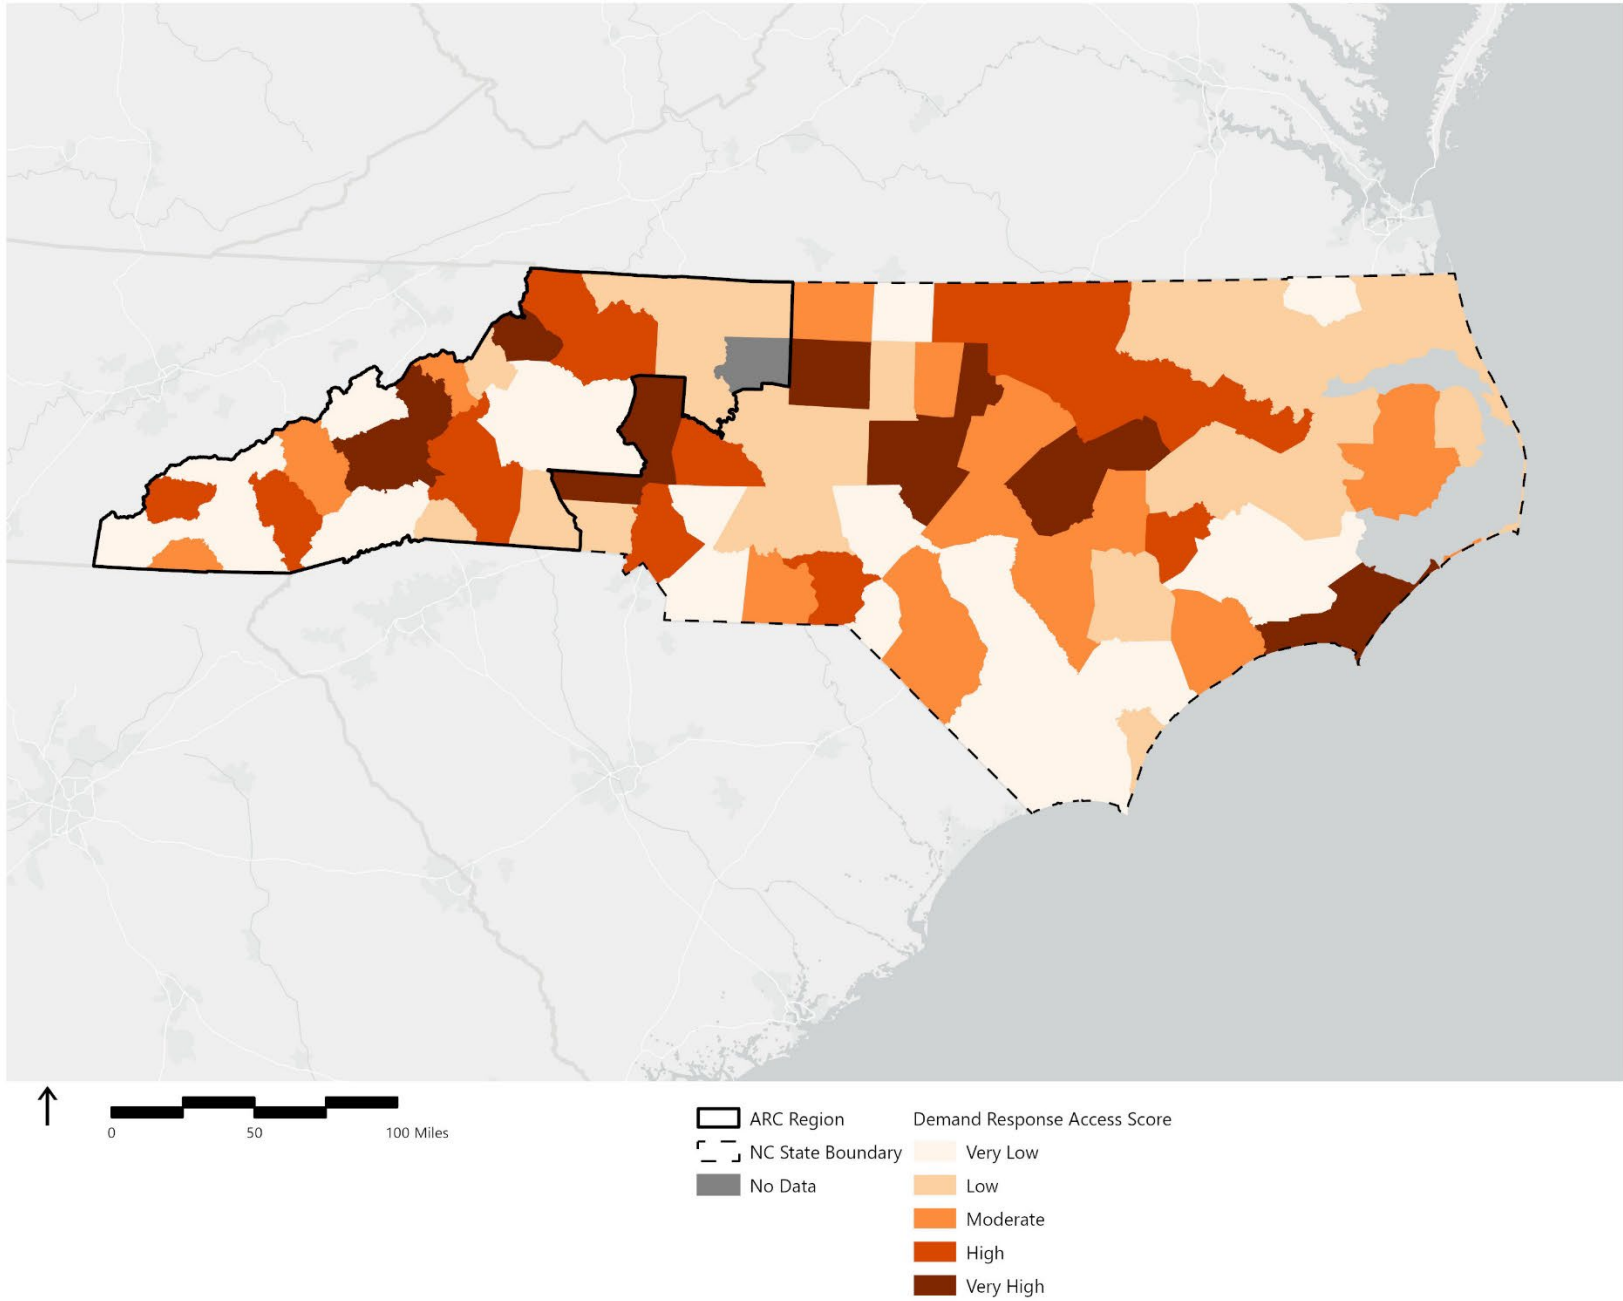 0 50 100 Miles
ARC Region
NC State Boundary
No Data
Demand Response Access Score
Very Low
Low
Moderate
High
Very High